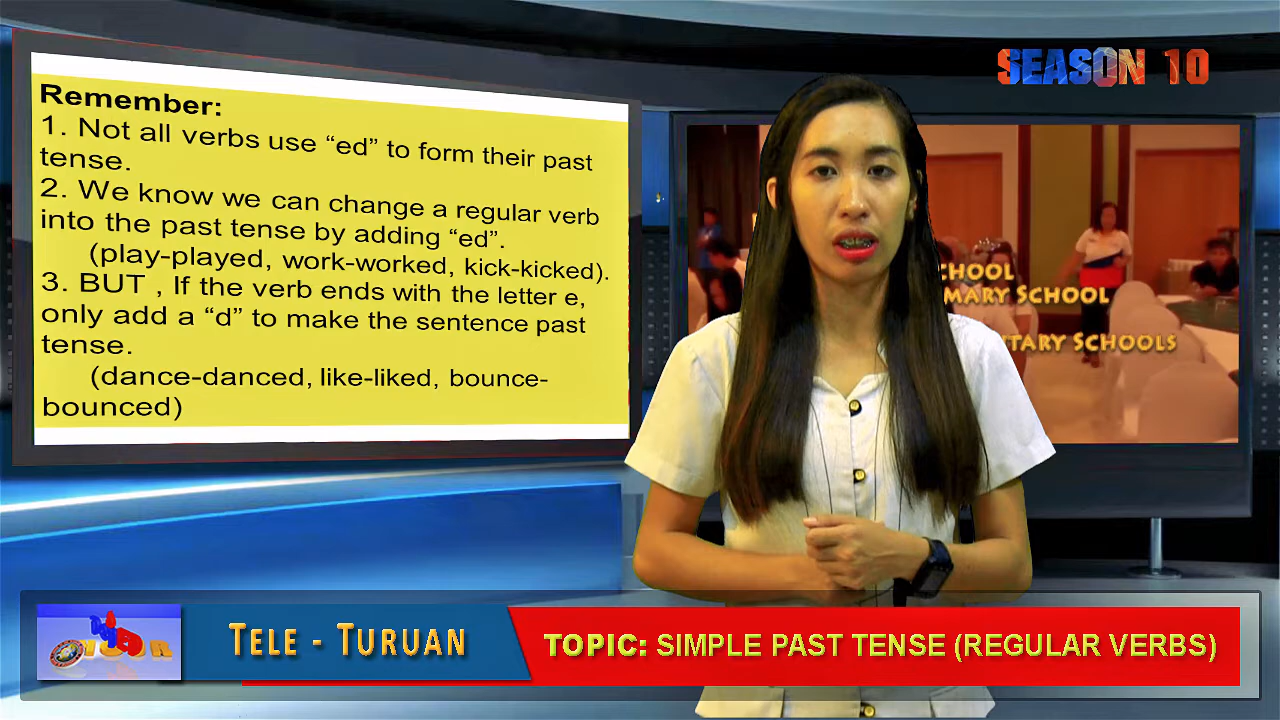 SEASON 10
Remember:
1. Not all verbs use “ed” to form their past
tense.
2. We know we can change a regular verb
into the past tense by adding “ed”.
(play-played, work-worked, kick-kicked).
3. BUT , If the verb ends with the letter e,
only add a “d” to make the sentence past
tense.
(dance-danced, like-liked, bounce-
bounced)
CHOOL
MARY SCHOOL
NTARY SCHOOLS
TELE - TURUAN
TOPIC: SIMPLE PAST TENSE (REGULAR VERBS)